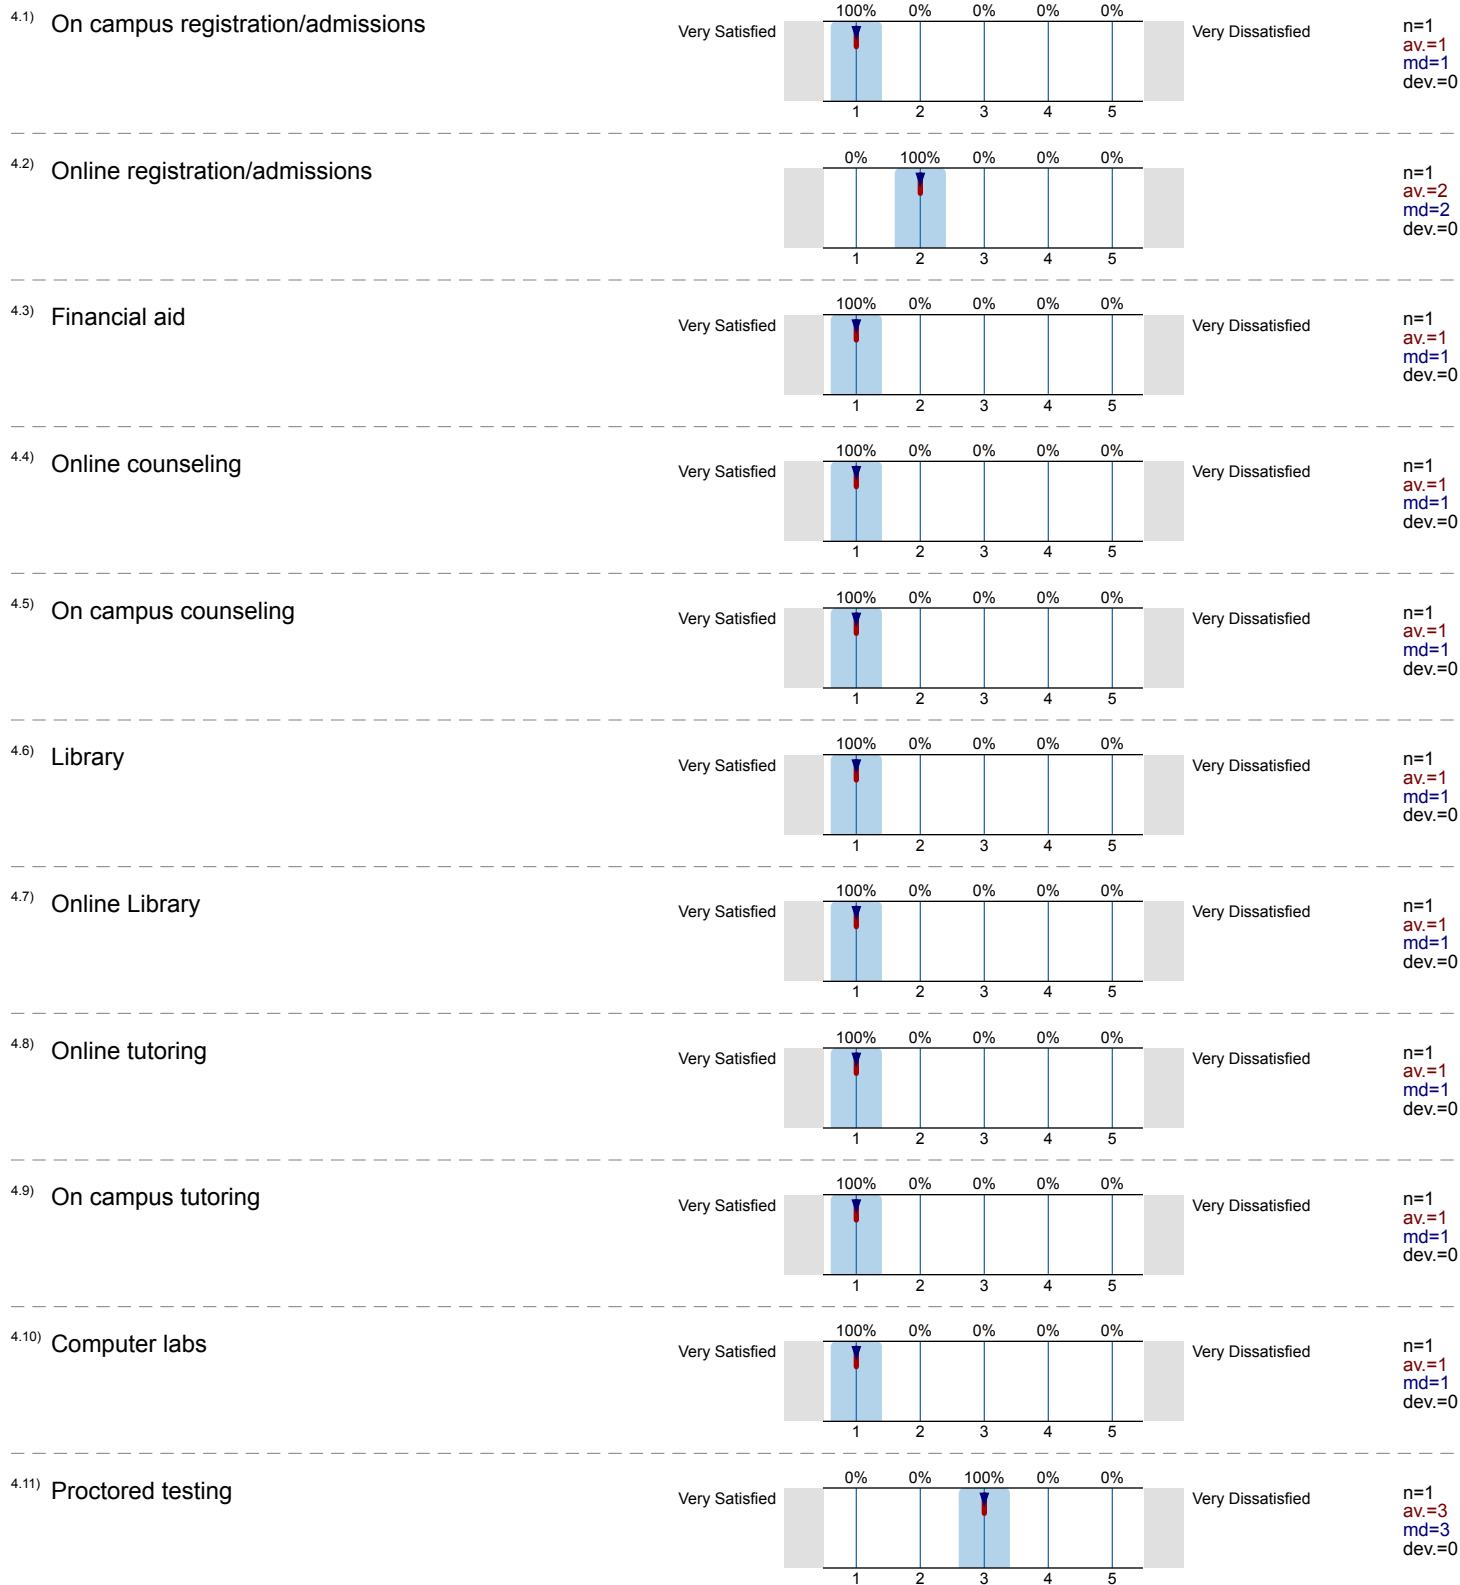 4.1) On campus registration/admissions
100% 0% 0% 0% 0%
Very Satisfied Very Dissatisfied
n=1
av.=1
md=1
dev.=0
1 2 3 4 5
4.2) Online registration/admissions
0% 100% 0% 0% 0%
n=1
av.=2
md=2
dev.=0
1 2 3 4 5
4.3) Financial aid
100% 0% 0% 0% 0%
Very Satisfied Very Dissatisfied
n=1
av.=1
md=1
dev.=0
1 2 3 4 5
4.4) Online counseling
100% 0% 0% 0% 0%
Very Satisfied Very Dissatisfied
n=1
av.=1
md=1
dev.=0
1 2 3 4 5
4.5) On campus counseling
100% 0% 0% 0% 0%
Very Satisfied Very Dissatisfied
n=1
av.=1
md=1
dev.=0
1 2 3 4 5
4.6) Library
100% 0% 0% 0% 0%
Very Satisfied Very Dissatisfied
n=1
av.=1
md=1
dev.=0
1 2 3 4 5
4.7) Online Library
100% 0% 0% 0% 0%
Very Satisfied Very Dissatisfied
n=1
av.=1
md=1
dev.=0
1 2 3 4 5
4.8) Online tutoring
100% 0% 0% 0% 0%
Very Satisfied Very Dissatisfied
n=1
av.=1
md=1
dev.=0
1 2 3 4 5
4.9) On campus tutoring
100% 0% 0% 0% 0%
Very Satisfied Very Dissatisfied
n=1
av.=1
md=1
dev.=0
1 2 3 4 5
4.10) Computer labs
100% 0% 0% 0% 0%
Very Satisfied Very Dissatisfied
n=1
av.=1
md=1
dev.=0
1 2 3 4 5
4.11) Proctored testing
0% 0% 100% 0% 0%
Very Satisfied Very Dissatisfied
n=1
av.=3
md=3
dev.=0
1 2 3 4 5